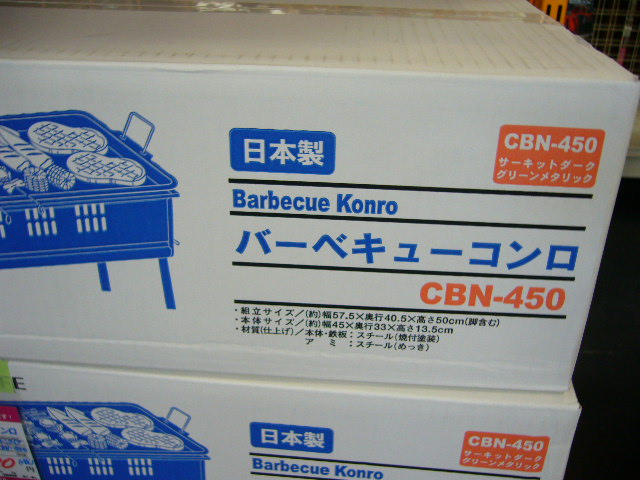 CBN-450
サーキットダーク
グリーンメタリック
日本製
Barbecue Konro
バーベキューコンロ
CBN-450
・組立サイズ／(約)幅57.5×奥行40.5×高さ50cm(脚含む)
・本体サイズ／(約)幅45×奥行33×高さ13.5cm
・材質(仕上げ)／本体・鉄板：スチール(焼付塗装)
アミ：スチール(めっき)
日本製
CBN-450
サーキットダーク
グリーンメタリック
Barbecue Konro